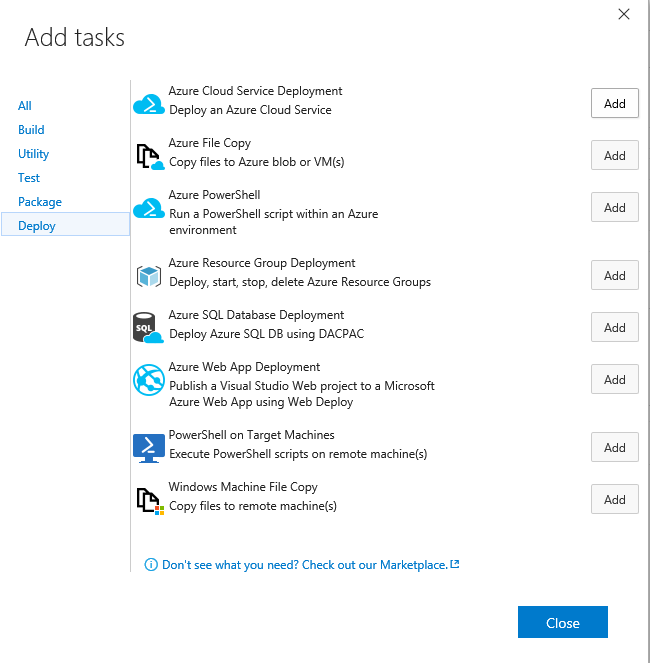 Add tasks
All
Build
Utility
Test
Package
Deploy
Azure Cloud Service Deployment
Deploy an Azure Cloud Service
Add
Azure File Copy
Copy files to Azure blob or VM(s)
Add
Azure PowerShell
Run a PowerShell script within an Azure
environment
Add
Azure Resource Group Deployment
Deploy, start, stop, delete Azure Resource Groups
Add
SQL
Azure SQL Database Deployment
Deploy Azure SQL DB using DACPAC
Add
Azure Web App Deployment
Publish a Visual Studio Web project to a Microsoft
Azure Web App using Web Deploy
Add
PowerShell on Target Machines
Execute PowerShell scripts on remote machine(s)
Add
Windows Machine File Copy
Copy files to remote machine(s)
Add
Don't see what you need? Check out our Marketplace.
Close